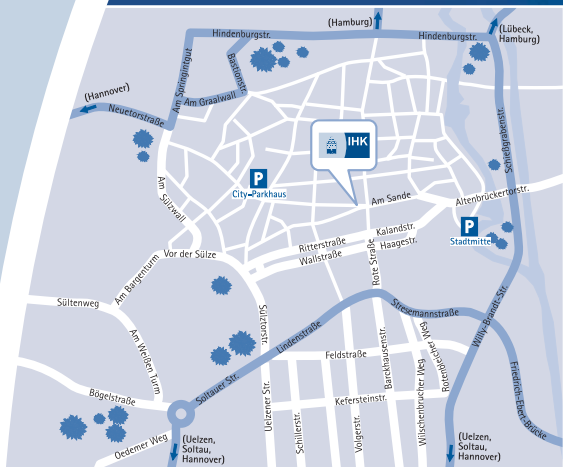 (Hamburg)
Hindenburgstr.
Hindenburgstr.
(Lübeck,
Hamburg)
Am Springintgut
Bastionstr.
Am Graalwall
(Hannover)
Neuetorstraße
Schießgrabenstr.
IHK
P
City-Parkhaus
Am Sülzwall
Am Sande
Altenbrückertorstr.
P
Stadtmitte
Kalandstr.
Ritterstraße
Haagestr.
Wallstraße
Rote Straße
Vor der Sülze
Am Bargenturm
Sültenweg
Sülztorstr.
Stresemannstraße
Willy-Brandt-Str.
Lindenstraße
Am Weißen Turm
Feldstraße
Barckhausenstr.
Rotenbleicher Weg
Wilschenbrucher Weg
Friedrich-Ebert-Brücke
Soltauer Str.
Bögelstraße
Uelzener Str.
Kefersteinstr.
Schillerstr.
Volgerstr.
Oedemer Weg
(Uelzen,
Soltau,
Hannover)
(Uelzen,
Soltau,
Hannover)